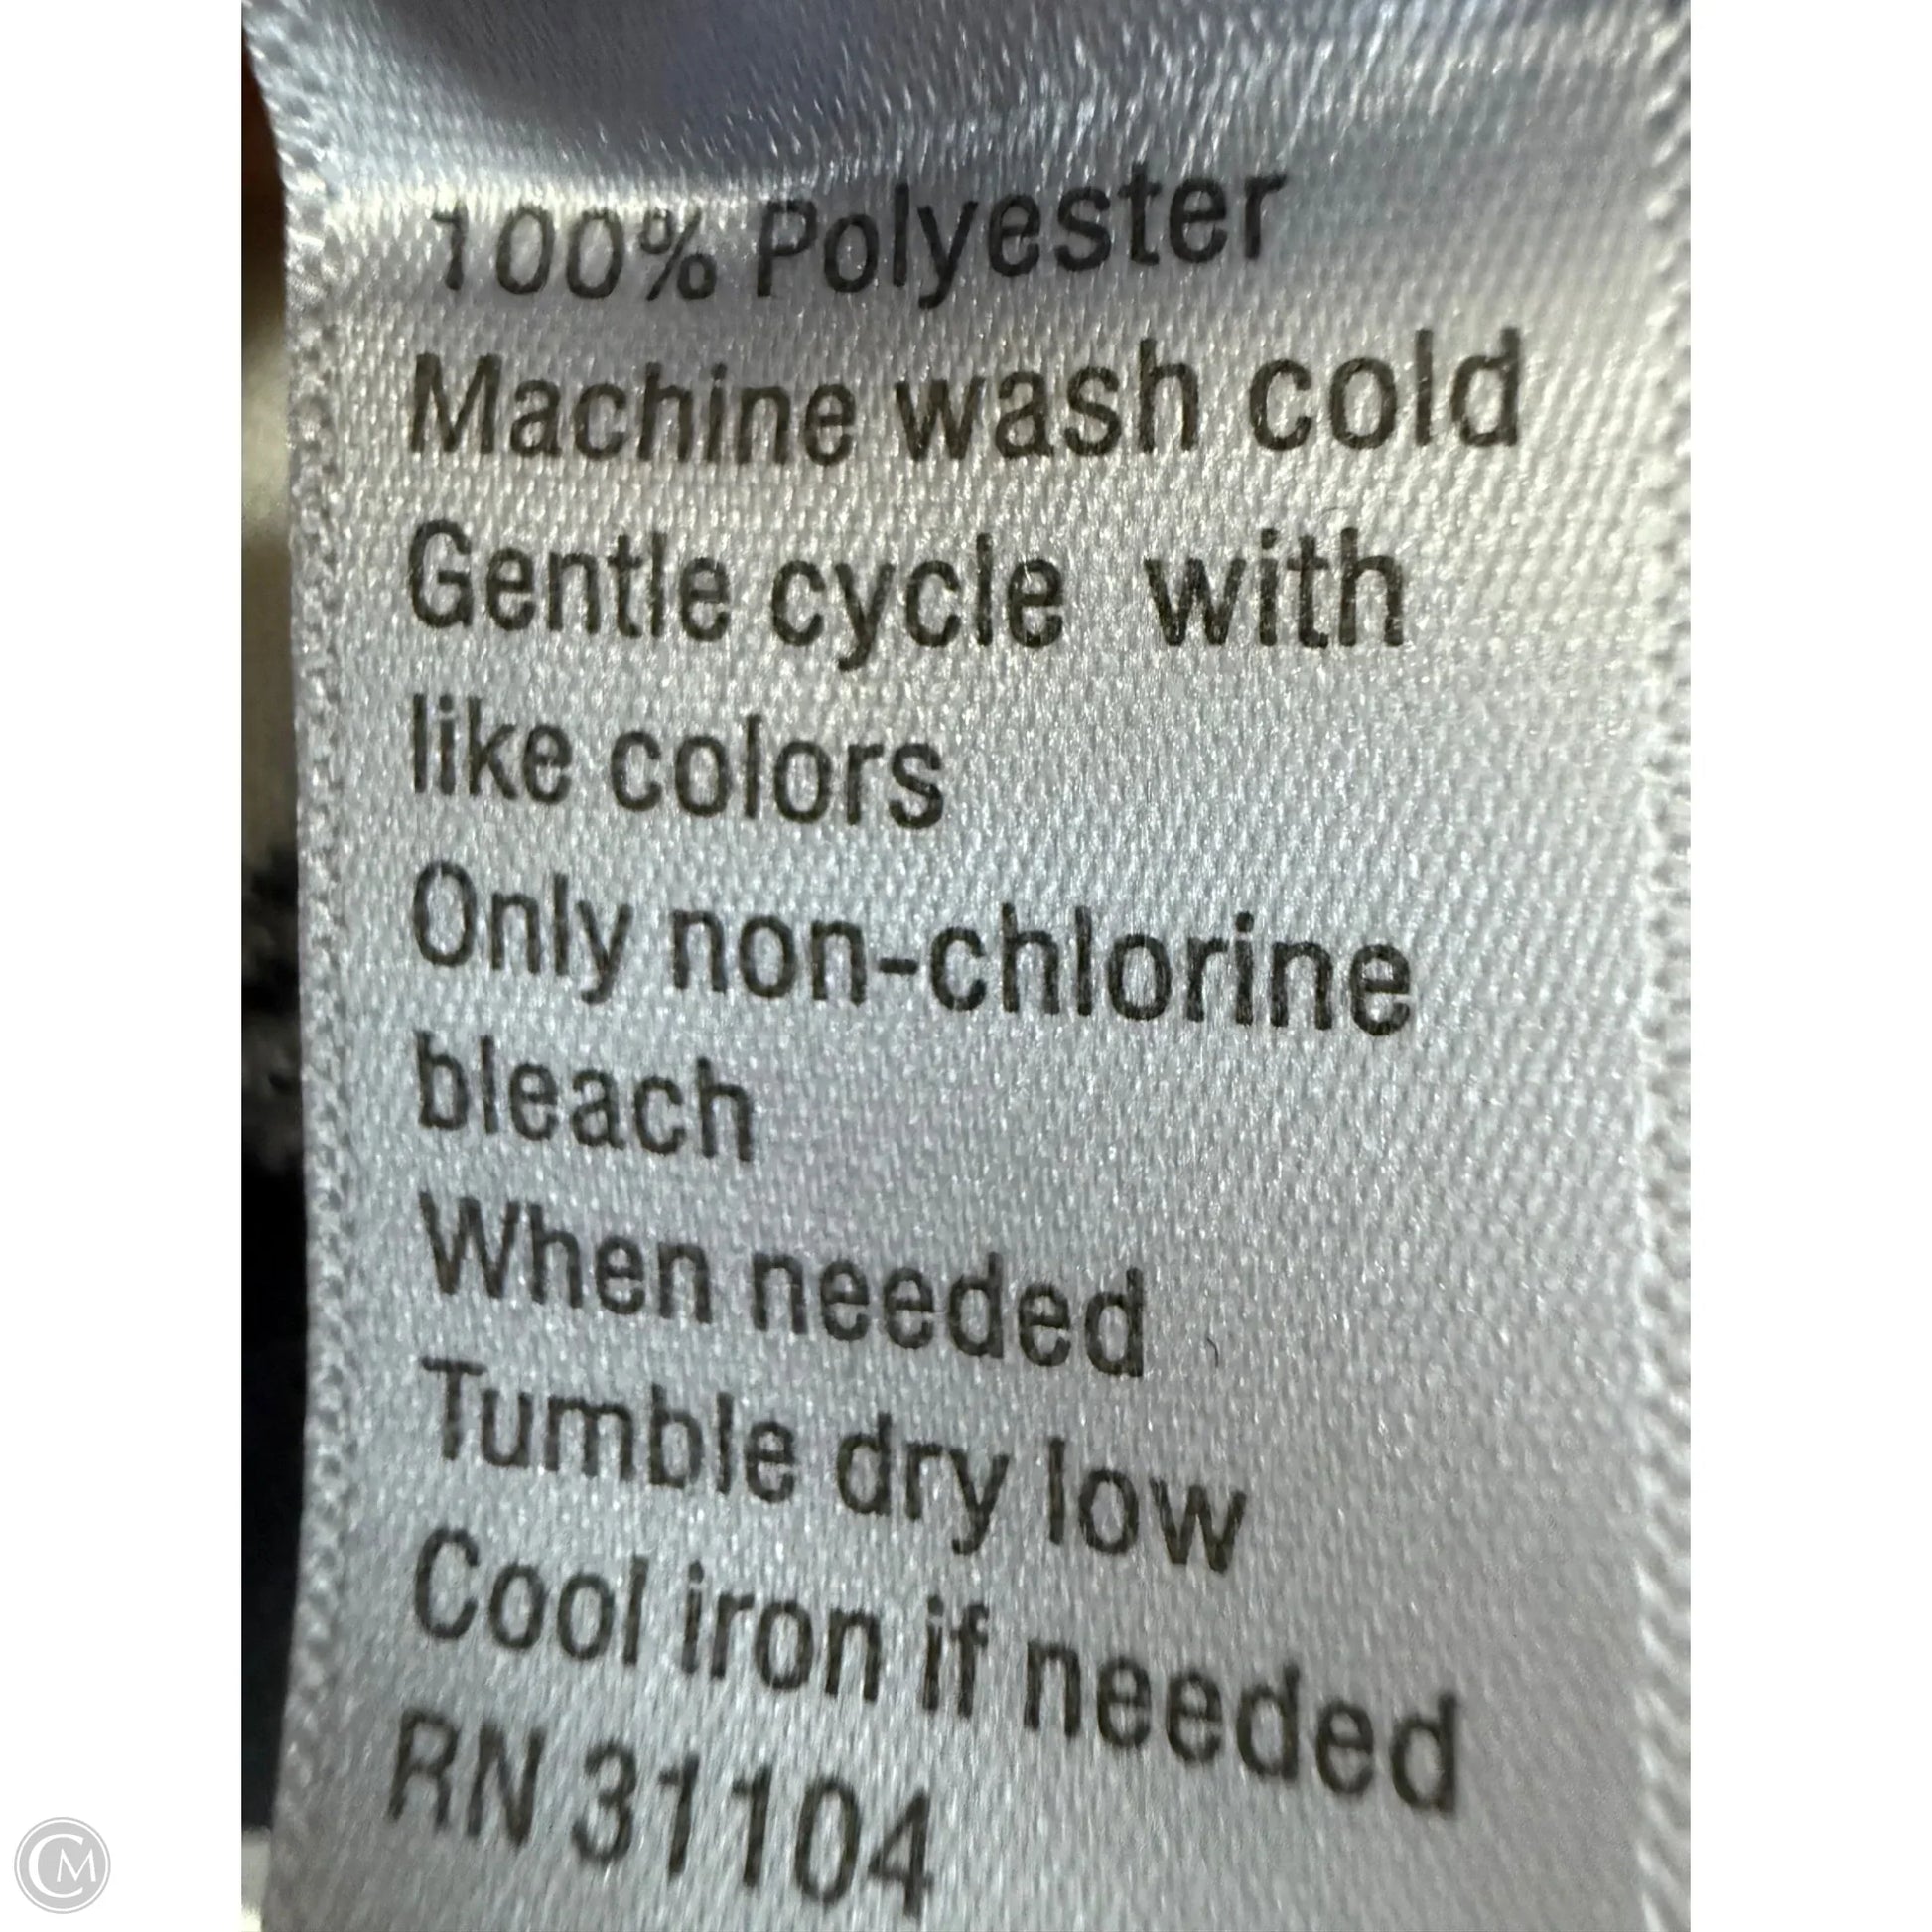 100% Polyester
Machine wash cold
Gentle cycle with
like colors
Only non-chlorine
bleach
When needed
Tumble dry low
Cool iron if needed
RN 31104
CM